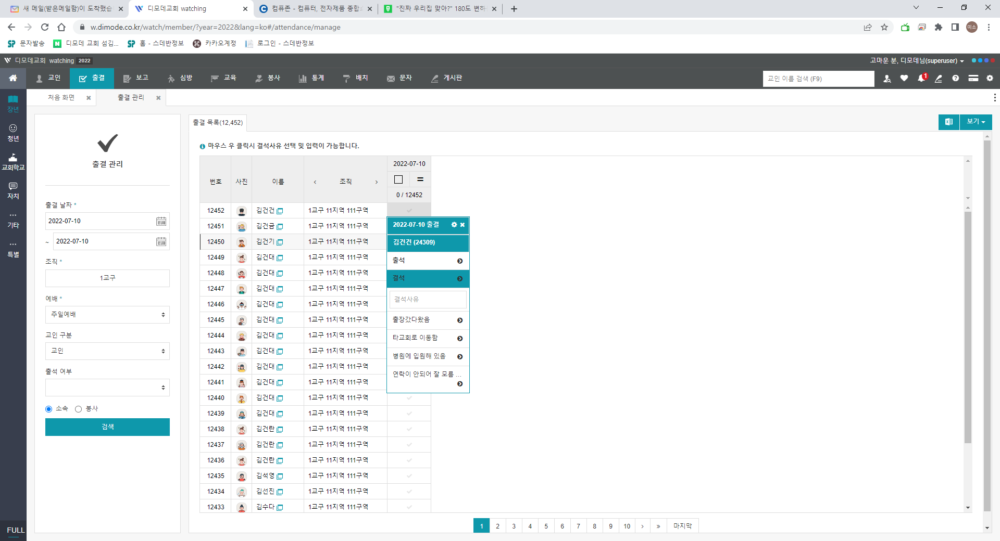 새 메일(받은메일함)이 도착했습
디모데교회 watching
컴퓨존 - 컴퓨터, 전자제품 종합쇼
"진짜 우리집 맞아?" 180도 변하
w.dimode.co.kr/watch/member/?year=2022&lang=ko#/attendance/manage
미소
문자발송
디모데 교회 섬김...
홈 - 스데반정보
카카오계정
로그인 - 스데반정보
디모데교회 watching 2022
고마운 분, 디모데님(superuser)
교인
출결
보고
심방
교육
봉사
통계
배치
문자
게시판
교인 이름 검색 (F9)
1
처음 화면
출결 관리
장년
청년
교회학교
자치
기타
특별
FULL
출결 관리
출결 날짜 *
2022-07-10
~ 2022-07-10
조직 *
1교구
예배 *
주일예배
교인 구분
교인
출석 여부
소속 봉사
검색
출결 목록(12,452)
보기
마우스 우 클릭시 결석사유 선택 및 입력이 가능합니다.
번호 사진 이름 < 조직 > 2022-07-10
=
0 / 12452
12452 김건건 1교구 11지역 111구역
12451 김건금 1교구 11지역 111구역
12450 김건기 1교구 11지역 111구역
12449 김건대 1교구 11지역 111구역
12448 김건대 1교구 11지역 111구역
12447 김건대 1교구 11지역 111구역
12446 김건대 1교구 11지역 111구역
12445 김건대 1교구 11지역 111구역
12444 김건대 1교구 11지역 111구역
12443 김건대 1교구 11지역 111구역
12442 김건대 1교구 11지역 111구역
12441 김건대 1교구 11지역 111구역
12440 김건대 1교구 11지역 111구역
12439 김건대 1교구 11지역 111구역
12438 김건란 1교구 11지역 111구역
12437 김건란 1교구 11지역 111구역
12436 김건란 1교구 11지역 111구역
12435 김석영 1교구 11지역 111구역
12434 김선진 1교구 11지역 111구역
12433 김수다 1교구 11지역 111구역
2022-07-10 출결
김건건 (24309)
출석
결석
결석사유
출장갔다왔음
타교회로 이동함
병원에 입원해 있음
연락이 안되어 잘 모름 ...
1 2 3 4 5 6 7 8 9 10 > » 마지막